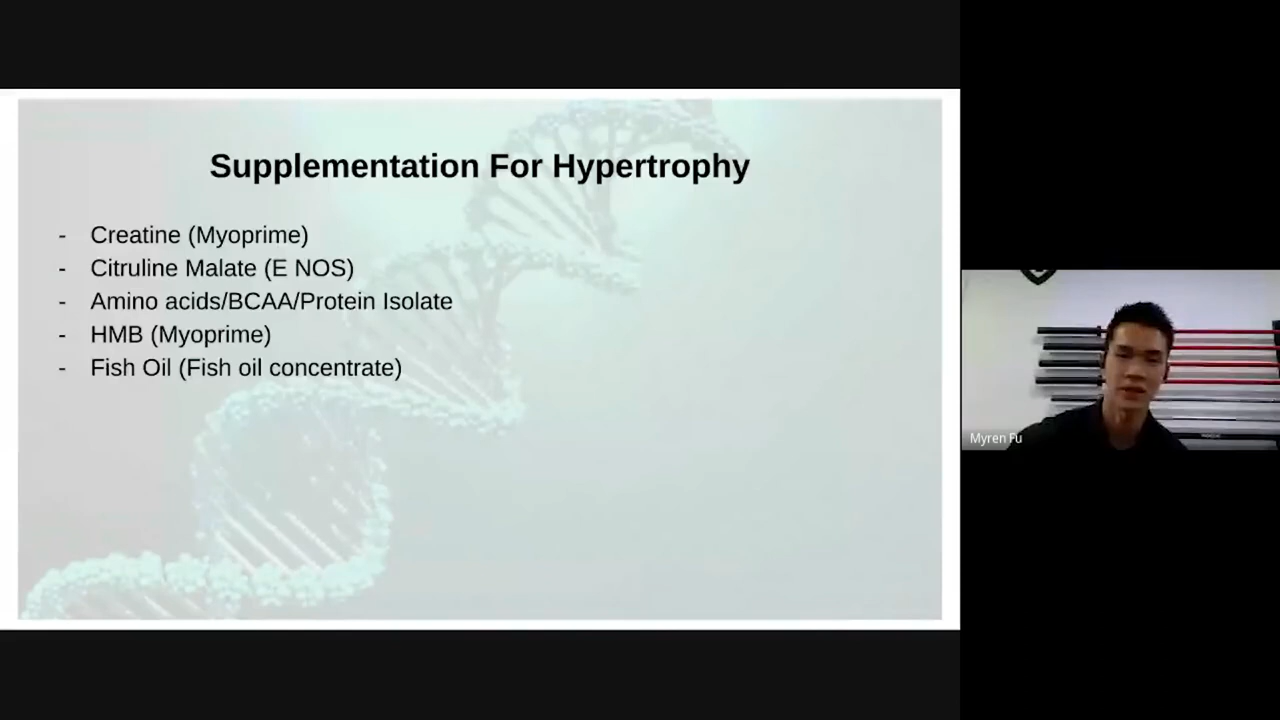 Supplementation For Hypertrophy
- Creatine (Myoprime)
- Citruline Malate (E NOS)
- Amino acids/BCAA/Protein Isolate
- HMB (Myoprime)
- Fish Oil (Fish oil concentrate)
Myren Fu